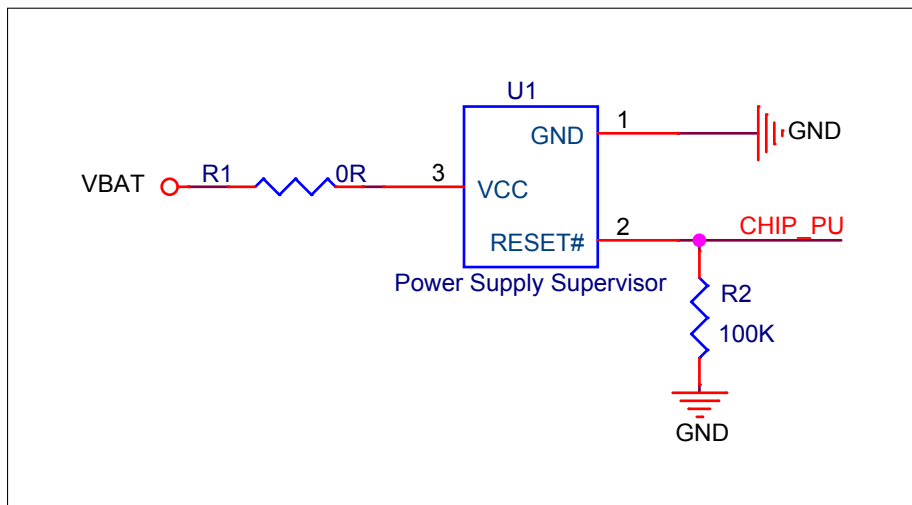 U1
1
GND
GND
VBAT
R1
0R
3
VCC
2
CHIP_PU
RESET#
Power Supply Supervisor
R2
100K
GND